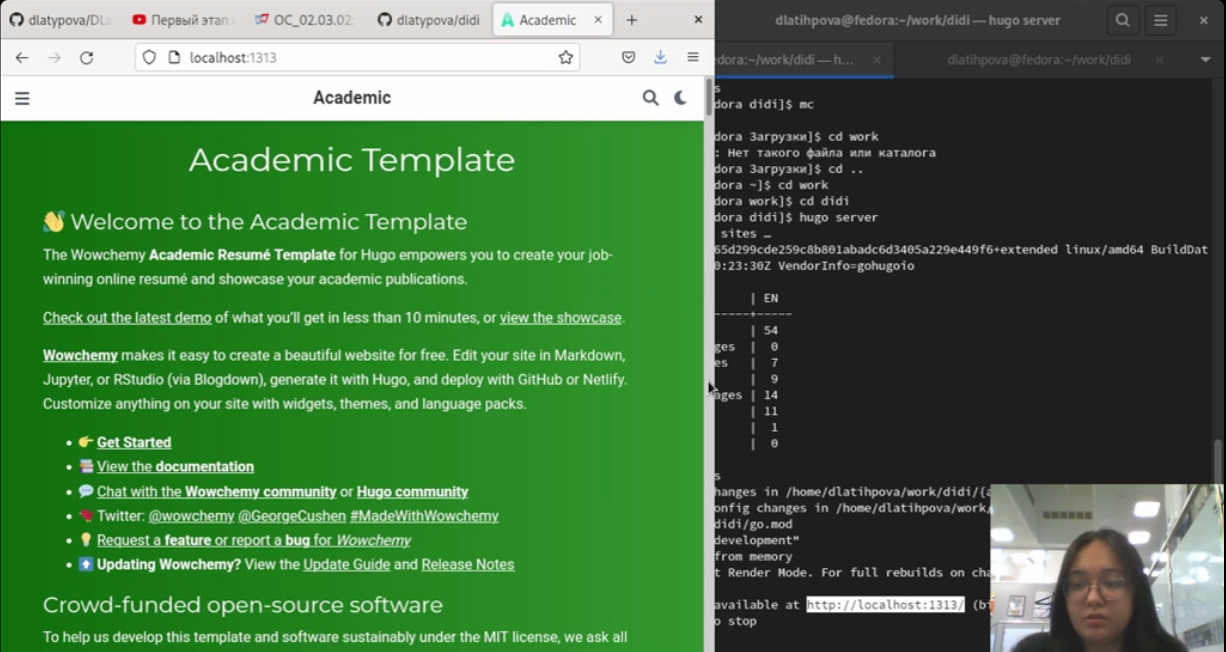 dlatypova/DL
Первый этап
ОС_02.03.02:
dlatypova/didi
Academic
dlatihpova@fedora:~/work/didi — hugo server
localhost:1313
edora:~/work/didi — h...
dlatihpova@fedora:~/work/didi
Academic
Academic Template
Welcome to the Academic Template
The Wowchemy Academic Resumé Template for Hugo empowers you to create your job-
winning online resumé and showcase your academic publications.
Check out the latest demo of what you'll get in less than 10 minutes, or view the showcase.
Wowchemy makes it easy to create a beautiful website for free. Edit your site in Markdown,
Jupyter, or RStudio (via Blogdown), generate it with Hugo, and deploy with GitHub or Netlify.
Customize anything on your site with widgets, themes, and language packs.
Get Started
View the documentation
Chat with the Wowchemy community or Hugo community
Twitter: @wowchemy @GeorgeCushen #MadeWithWowchemy
Request a feature or report a bug for Wowchemy
Updating Wowchemy? View the Update Guide and Release Notes
Crowd-funded open-source software
To help us develop this template and software sustainably under the MIT license, we ask all
s
dora didi]$ mc
dora Загрузки]$ cd work
: Нет такого файла или каталога
dora Загрузки]$ cd ..
dora ~]$ cd work
dora work]$ cd didi
dora didi]$ hugo server
sites …
65d299cde259c8b801abadc6d3405a229e449f6+extended linux/amd64 BuildDat
0:23:30Z VendorInfo=gohugoio
| EN
-----+-----
| 54
ges | 0
es | 7
| 9
ages | 14
| 11
| 1
| 0
s
hanges in /home/dlatihpova/work/didi/{a
onfig changes in /home/dlatihpova/work/
didi/go.mod
development"
from memory
t Render Mode. For full rebuilds on cha
available at http://localhost:1313/ (bi
o stop